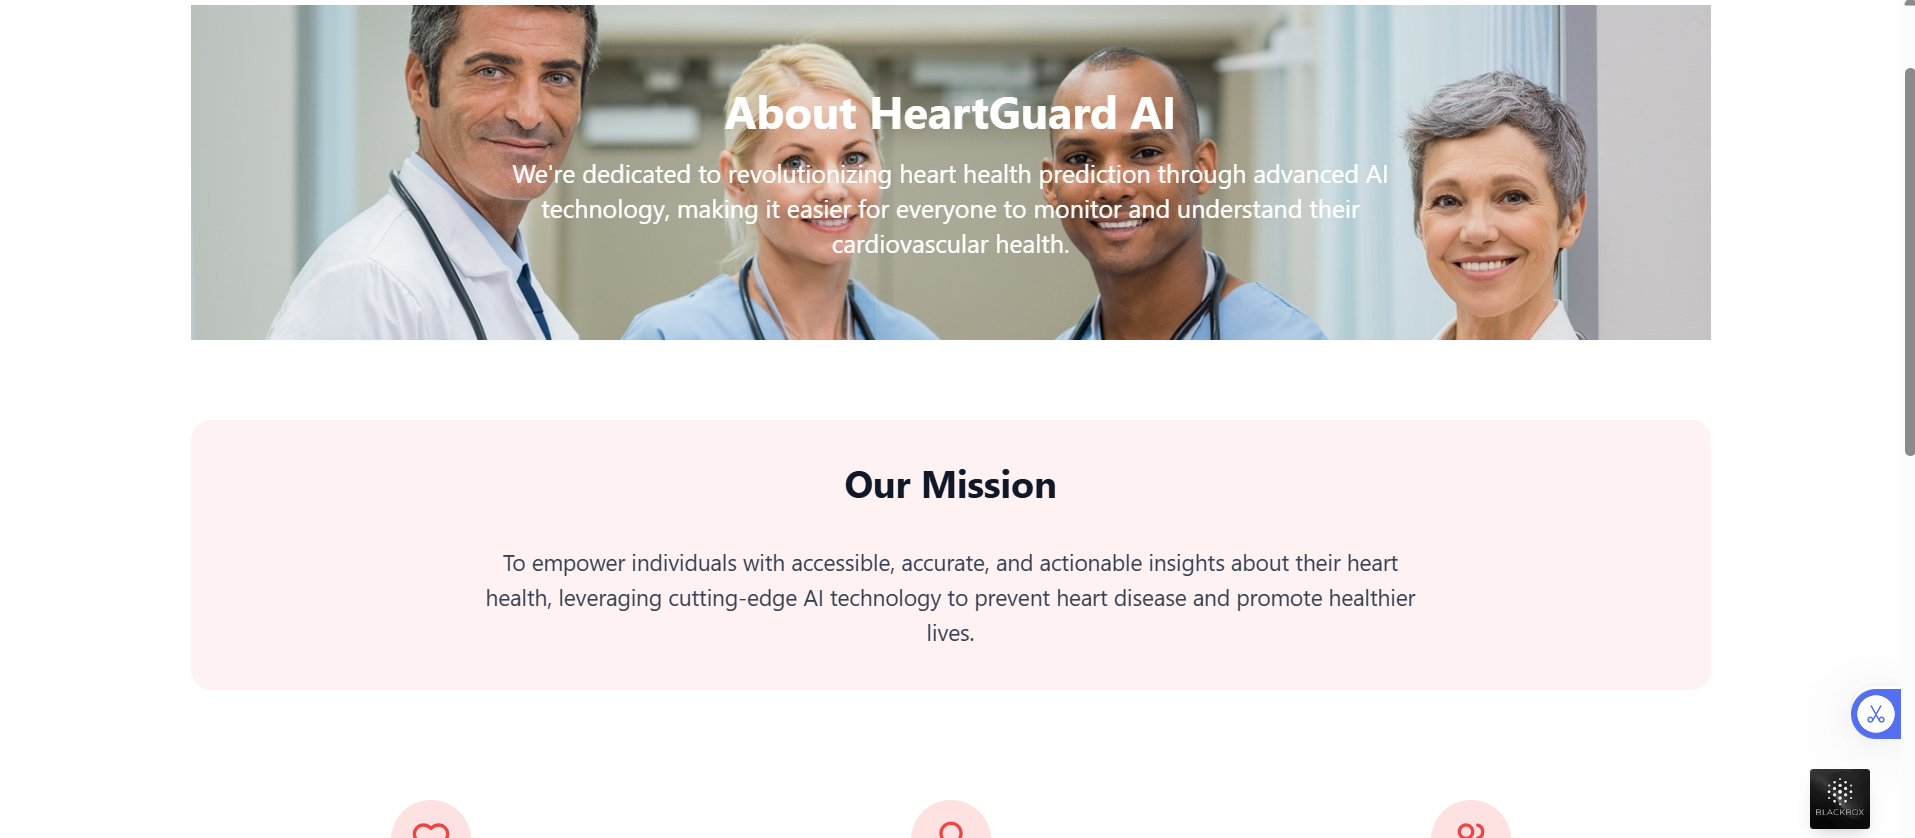 About HeartGuard AI
We're dedicated to revolutionizing heart health prediction through advanced AI
technology, making it easier for everyone to monitor and understand their
cardiovascular health.
Our Mission
To empower individuals with accessible, accurate, and actionable insights about their heart
health, leveraging cutting-edge AI technology to prevent heart disease and promote healthier
lives.
BLACKBOX